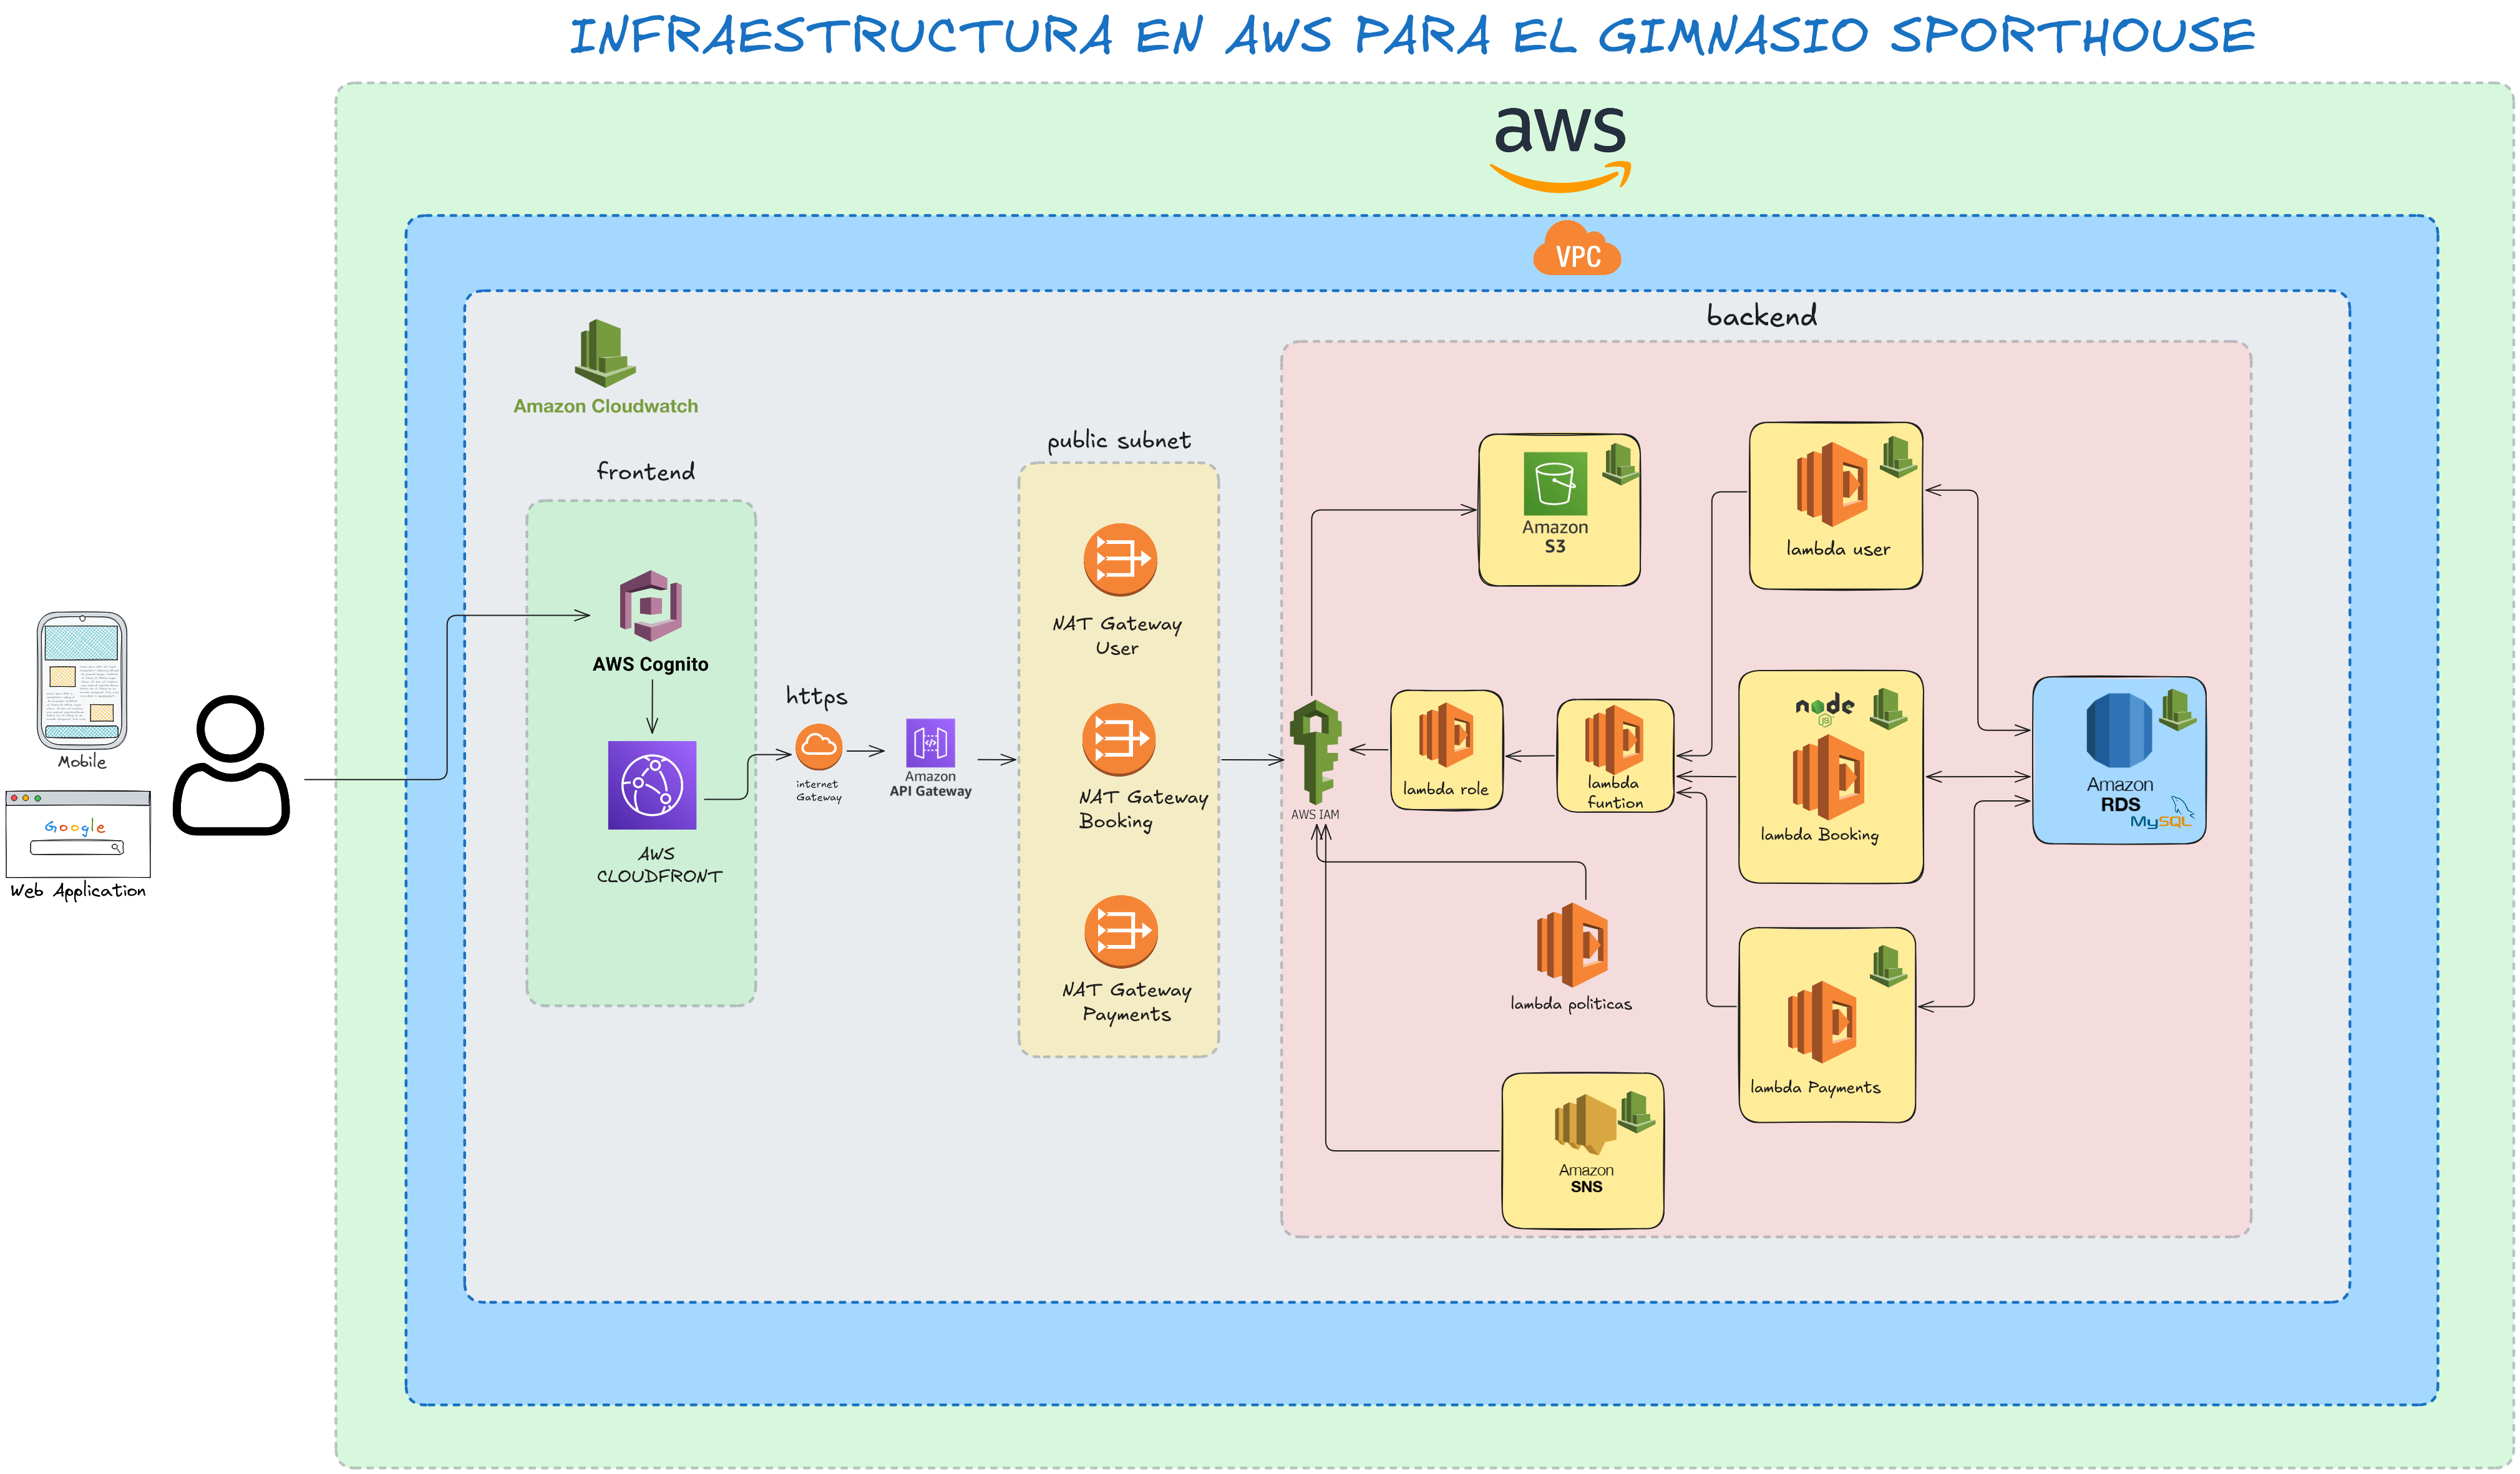 INFRAESTRUCTURA EN AWS PARA EL GIMNASIO SPORTHOUSE
aws
VPC
backend
Amazon Cloudwatch
public subnet
frontend
Amazon
S3
lambda user
NAT Gateway
User
AWS Cognito
https
internet
Gateway
Amazon
API Gateway
NAT Gateway
Booking
AWS
CLOUDFRONT
NAT Gateway
Payments
Mobile
Google
Web Application
AWS IAM
lambda role
lambda
funtion
node
JS
lambda Booking
Amazon
RDS
MySQL
lambda politicas
lambda Payments
Amazon
SNS